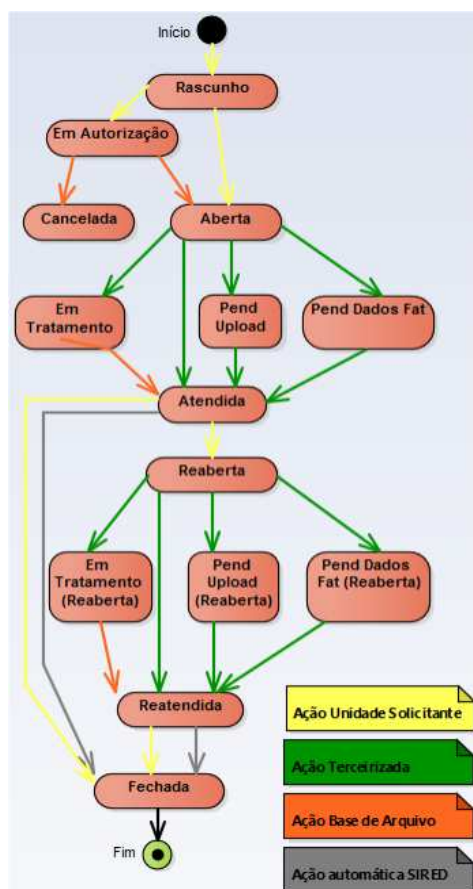 Início
Rascunho
Em Autorização
Cancelada
Aberta
Em
Tratamento
Pend
Upload
Pend Dados Fat
Atendida
Reaberta
Em
Tratamento
(Reaberta)
Pend
Upload
(Reaberta)
Pend Dados
Fat (Reaberta)
Reatendida
Fechada
Fim
Ação Unidade Solicitante
Ação Terceirizada
Ação Base de Arquivo
Ação automática SIRED